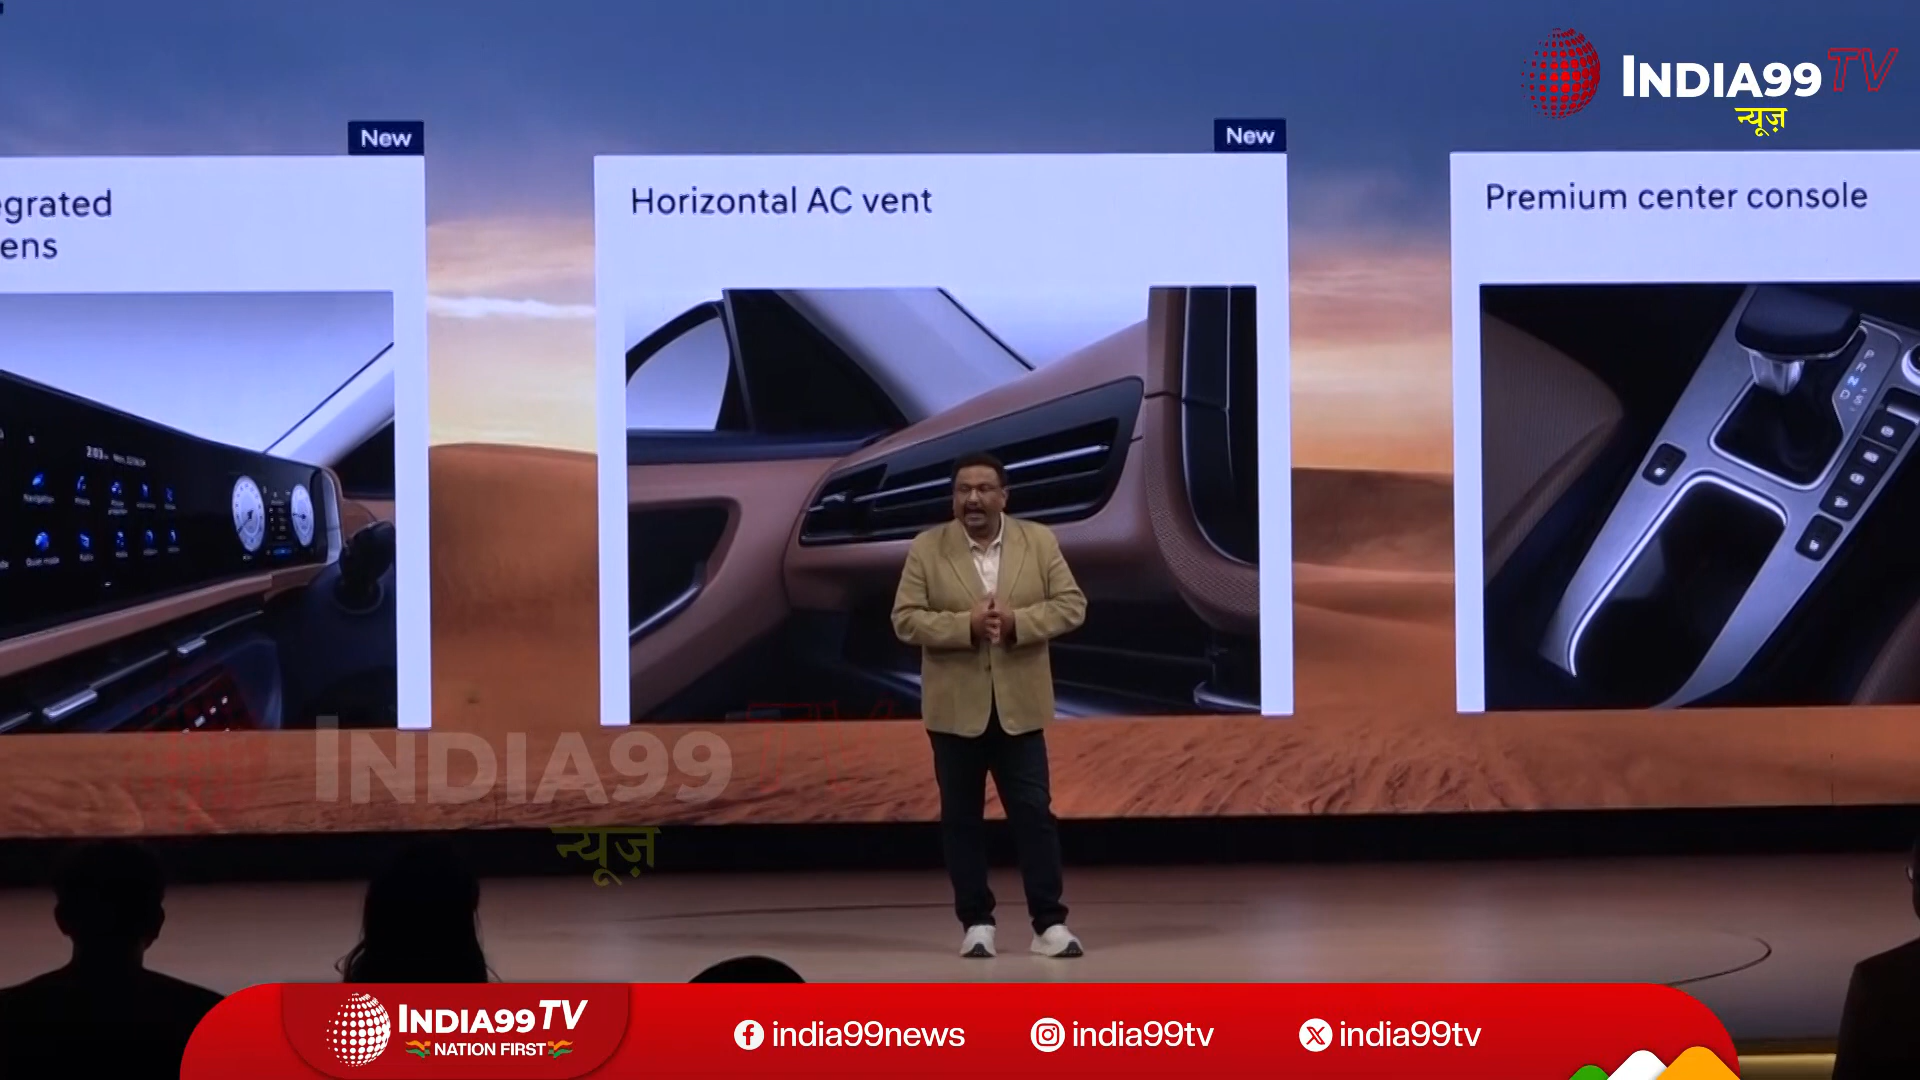 INDIA99 TV
न्यूज़
New
New
egrated
ens
Horizontal AC vent
Premium center console
P
R
N
D
S
INDIA99 TV
न्यूज़
INDIA99 TV
NATION FIRST
india99news
india99tv
india99tv